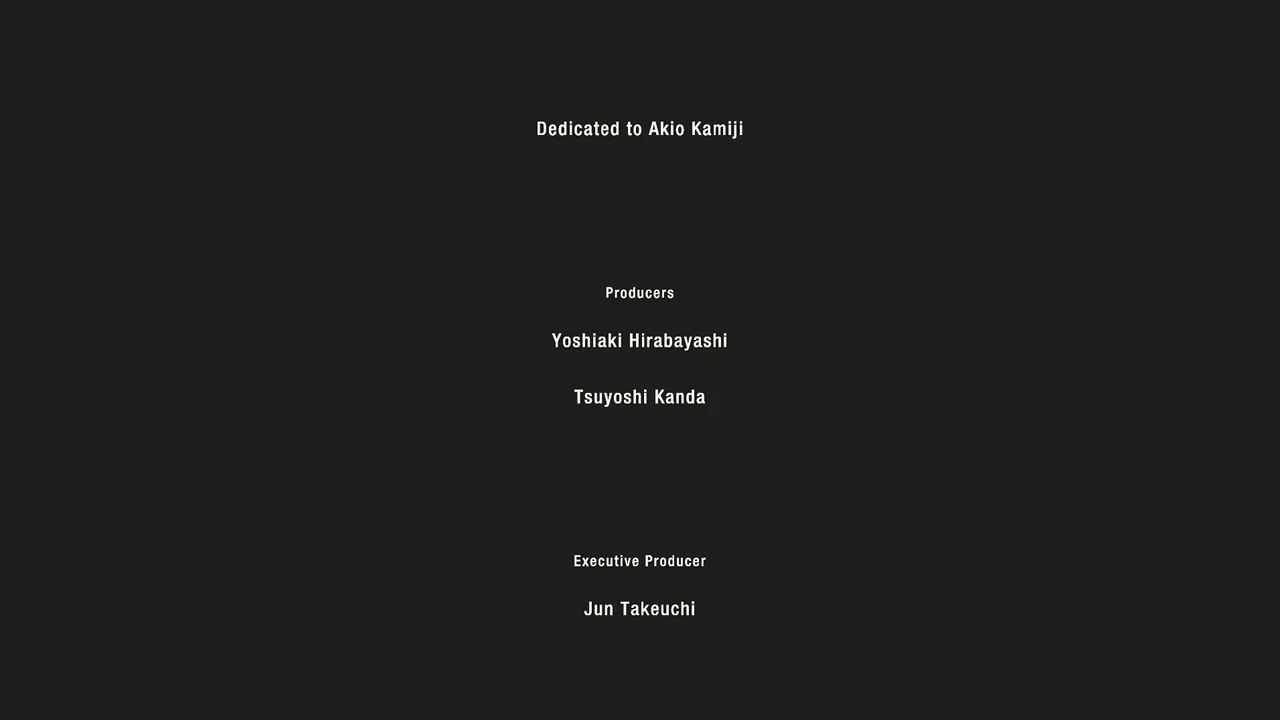 Dedicated to Akio Kamiji
Producers
Yoshiaki Hirabayashi
Tsuyoshi Kanda
Executive Producer
Jun Takeuchi